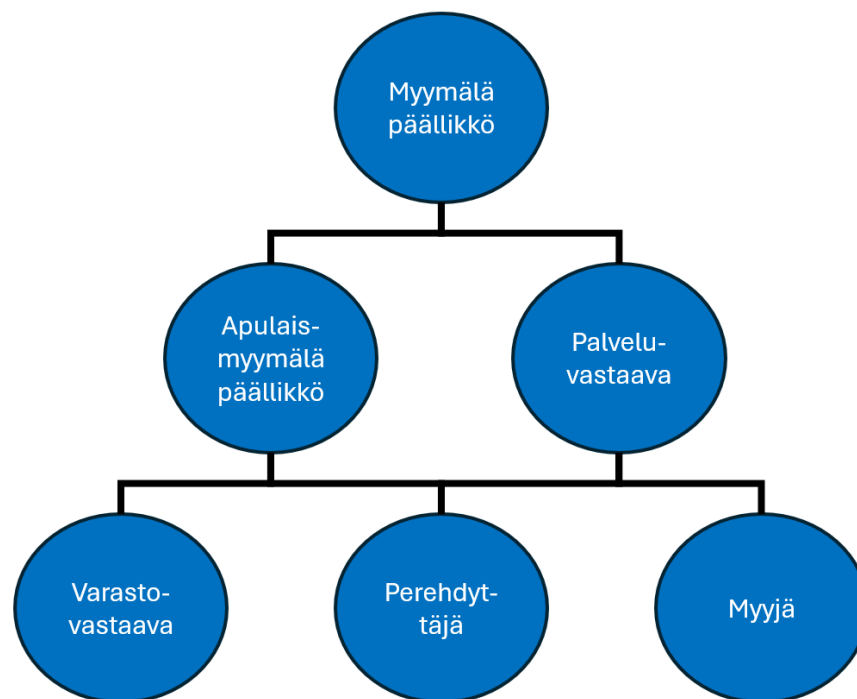 Myymälä
päällikkö
Apulais-
myymälä
päällikkö
Palvelu-
vastaava
Varasto-
vastaava
Perehdyt-
täjä
Myyjä